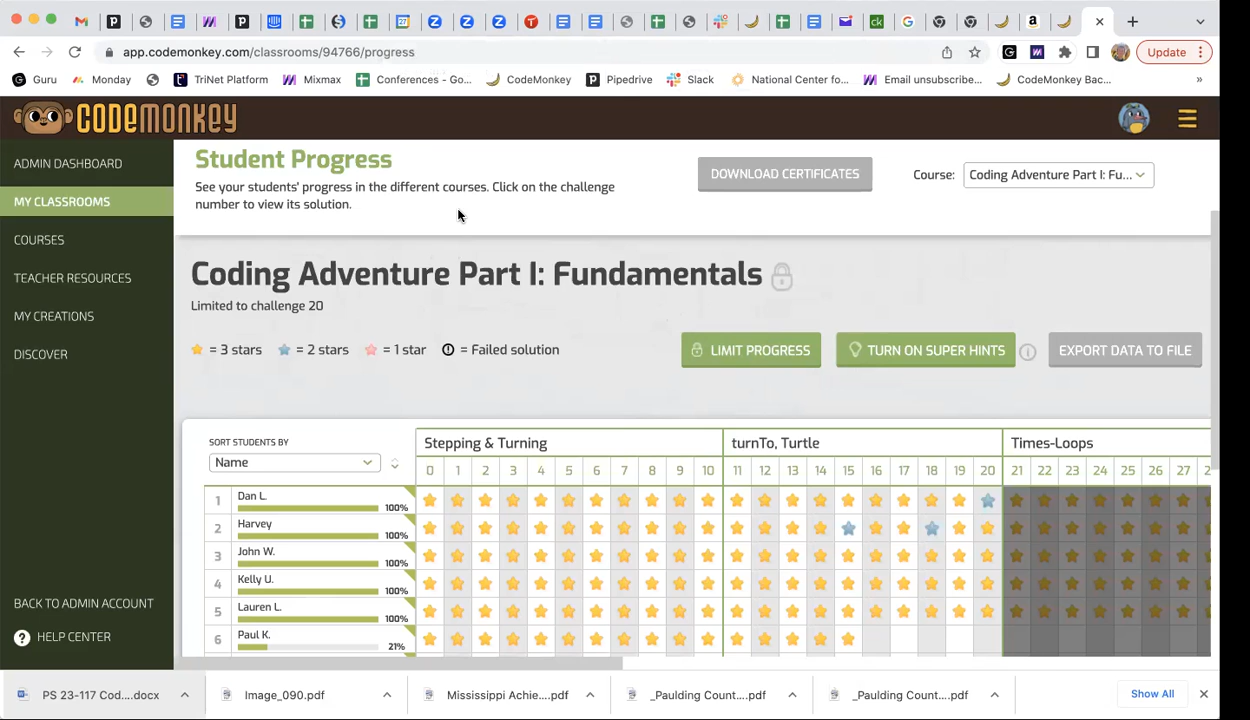 app.codemonkey.com/classrooms/94766/progress
Update
Guru Monday TriNet Platform Mixmax Conferences - Go... CodeMonkey Pipedrive Slack National Center fo... Email unsubscribe... CodeMonkey Bac... »
CODEMONKEY
ADMIN DASHBOARD
MY CLASSROOMS
COURSES
TEACHER RESOURCES
MY CREATIONS
DISCOVER
BACK TO ADMIN ACCOUNT
? HELP CENTER
Student Progress
See your students' progress in the different courses. Click on the challenge
number to view its solution.
DOWNLOAD CERTIFICATES
Course: Coding Adventure Part I: Fu...
Coding Adventure Part I: Fundamentals
Limited to challenge 20
= 3 stars = 2 stars = 1 star = Failed solution
LIMIT PROGRESS TURN ON SUPER HINTS EXPORT DATA TO FILE
SORT STUDENTS BY
Name
Stepping & Turning turnTo, Turtle Times-Loops
0 1 2 3 4 5 6 7 8 9 10 11 12 13 14 15 16 17 18 19 20 21 22 23 24 25 26 27 2
1 Dan L. 100%
2 Harvey 100%
3 John W. 100%
4 Kelly U. 100%
5 Lauren L. 100%
6 Paul K. 21%
PS 23-117 Cod....docx Image_090.pdf Mississippi Achie....pdf _Paulding Count....pdf _Paulding Count....pdf Show All